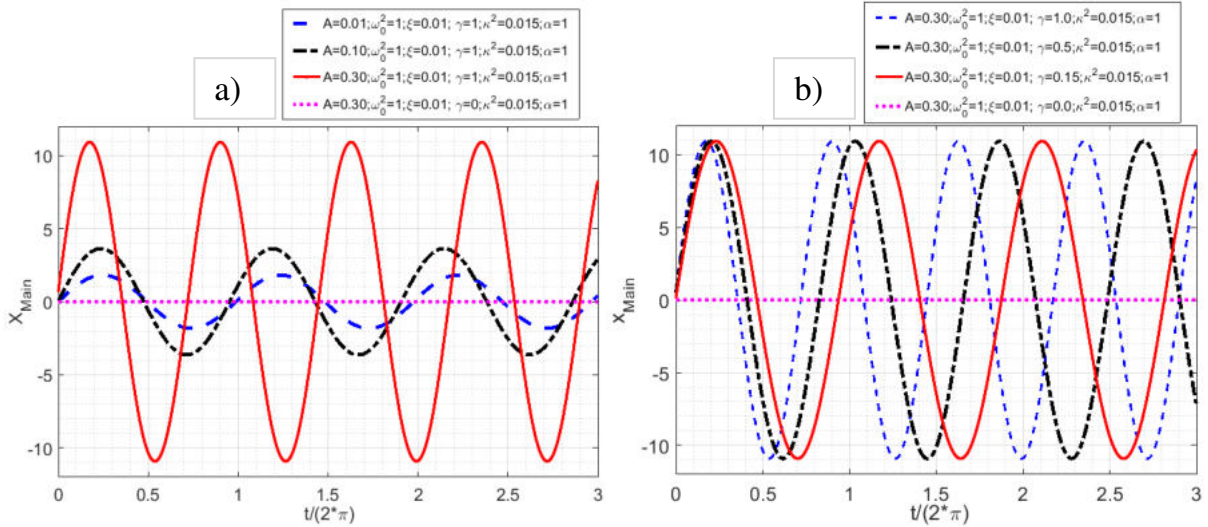 a)
A=0.01;ω₀²=1;ξ=0.01; γ=1;κ²=0.015;α=1
A=0.10;ω₀²=1;ξ=0.01; γ=1;κ²=0.015;α=1
A=0.30;ω₀²=1;ξ=0.01; γ=1;κ²=0.015;α=1
A=0.30;ω₀²=1;ξ=0.01; γ=0;κ²=0.015;α=1
10
5
0
-5
-10
X_Main
0 0.5 1 1.5 2 2.5 3
t/(2*π)
b)
A=0.30;ω₀²=1;ξ=0.01; γ=1.0;κ²=0.015;α=1
A=0.30;ω₀²=1;ξ=0.01; γ=0.5;κ²=0.015;α=1
A=0.30;ω₀²=1;ξ=0.01; γ=0.15;κ²=0.015;α=1
A=0.30;ω₀²=1;ξ=0.01; γ=0.0;κ²=0.015;α=1
10
5
0
-5
-10
X_Main
0 0.5 1 1.5 2 2.5 3
t/(2*π)